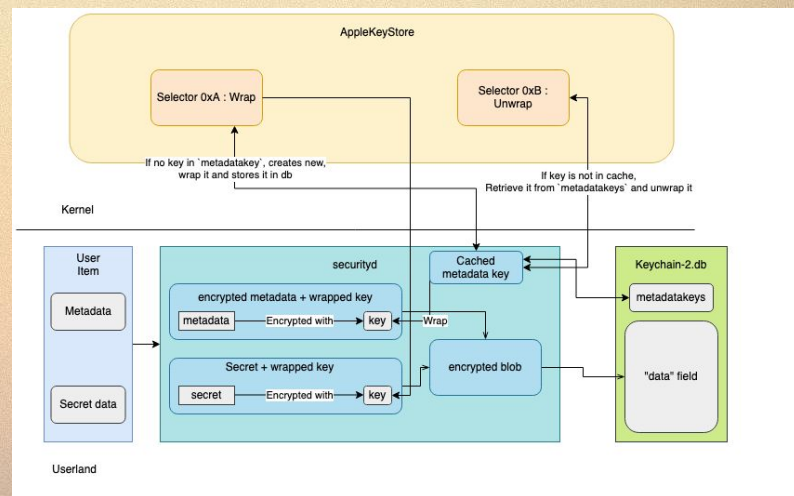 AppleKeyStore
Selector 0xA : Wrap
Selector 0xB :
Unwrap
If no key in `metadatakey`, creates new,
wrap it and stores it in db
If key is not in cache,
Retrieve it from `metadatakeys` and unwrap it
Kernel
User
Item
Metadata
Secret data
securityd
Cached
metadata key
encrypted metadata + wrapped key
metadata
Encrypted with
key
Wrap
Secret + wrapped key
secret
Encrypted with
key
encrypted blob
Keychain-2.db
metadatakeys
"data" field
Userland